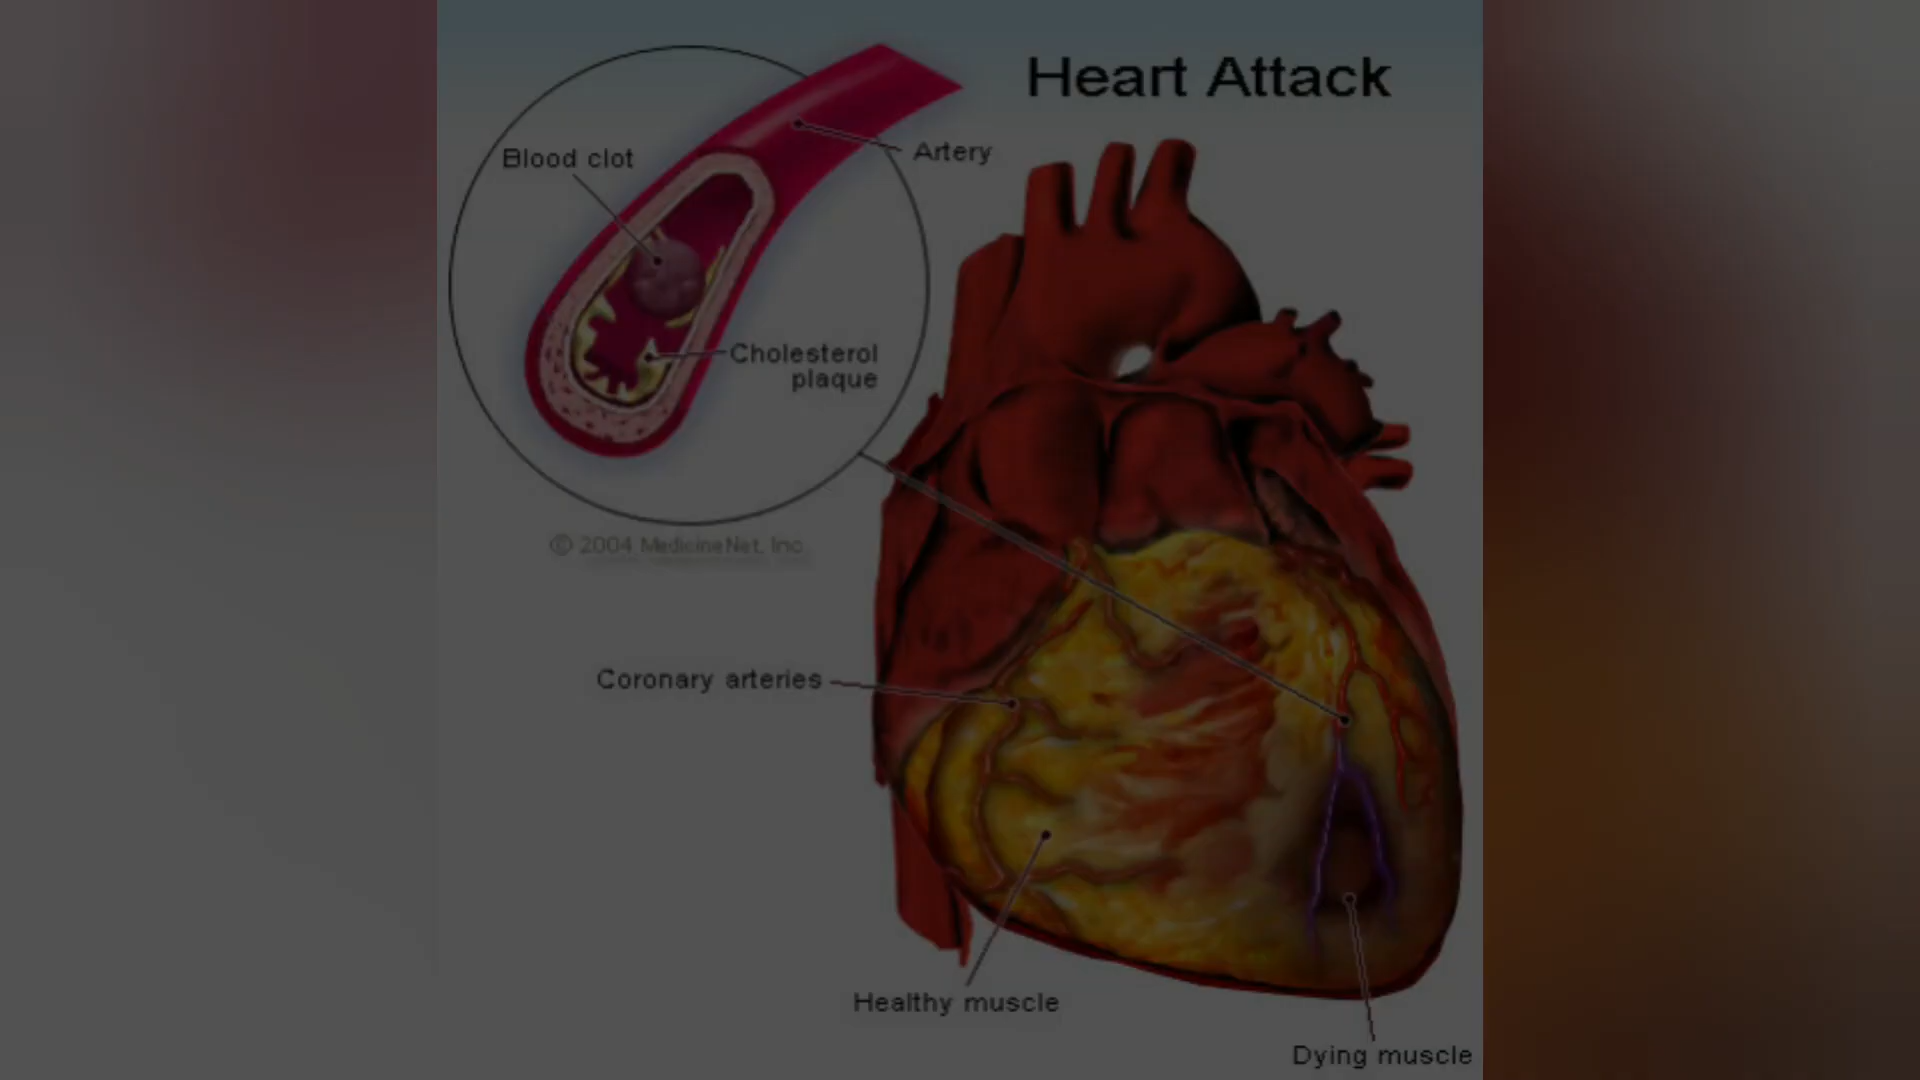 Heart Attack
Blood clot
Artery
Cholesterol
plaque
© 2004 MedicineNet, Inc.
Coronary arteries
Healthy muscle
Dying muscle